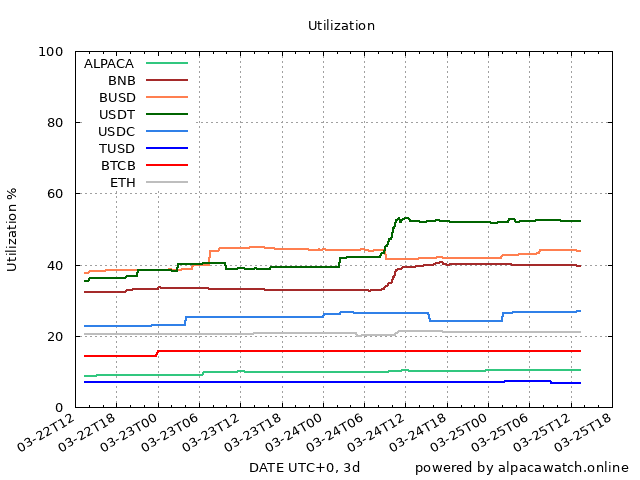 Utilization
100
80
60
40
20
0
Utilization %
ALPACA
BNB
BUSD
USDT
USDC
TUSD
BTCB
ETH
03-22T12
03-22T18
03-23T00
03-23T06
03-23T12
03-23T18
03-24T00
03-24T06
03-24T12
03-24T18
03-25T00
03-25T06
03-25T12
03-25T18
DATE UTC+0, 3d
powered by alpacawatch.online